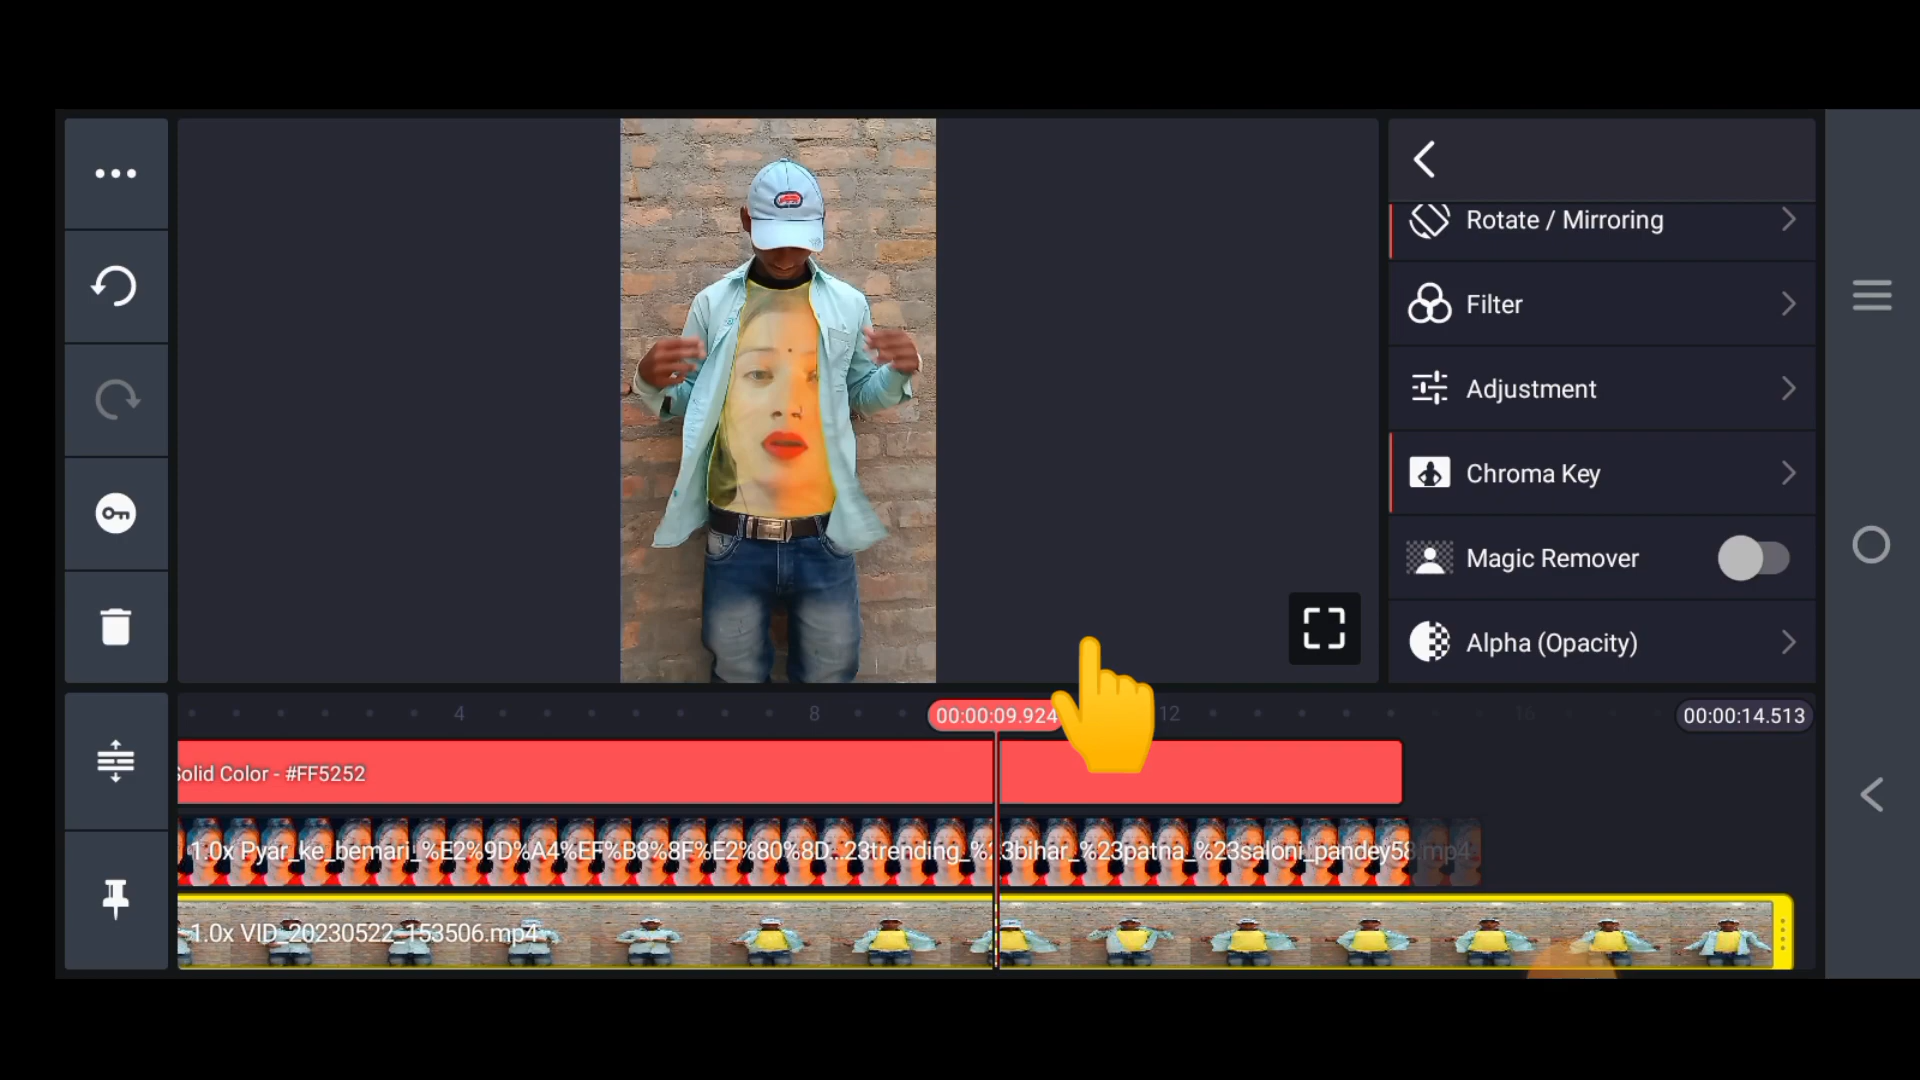 Rotate / Mirroring
Filter
Adjustment
Chroma Key
Magic Remover
Alpha (Opacity)
4
8
00:00:09.924
12
16
00:00:14.513
Solid Color - #FF5252
1.0x Pyar_ke_bemari_%E2%9D%A4%EF%B8%8F%E2%80%8D...23trending_%23bihar_%23patna_%23saloni_pandey58.mp4
1.0x VID_20230522_153506.mp4